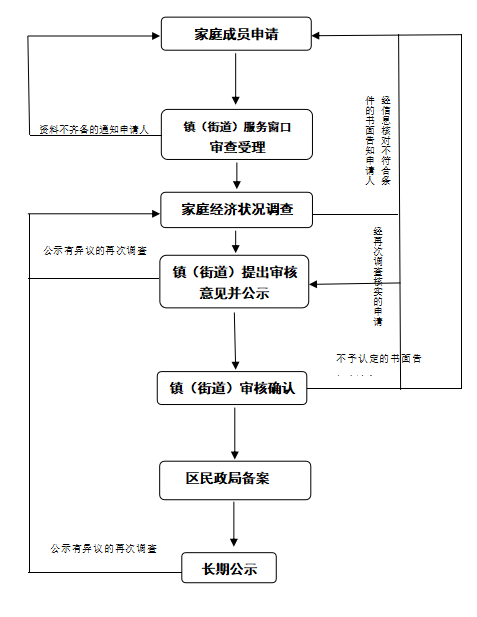 家庭成员申请
镇（街道）服务窗口
审查受理
资料不齐备的通知申请人
经信息核对不符合条
件的书面告知申请人
家庭经济状况调查
公示有异议的再次调查
经再次调查核实的申请
镇（街道）提出审核
意见并公示
不予认定的书面告
镇（街道）审核确认
区民政局备案
公示有异议的再次调查
长期公示